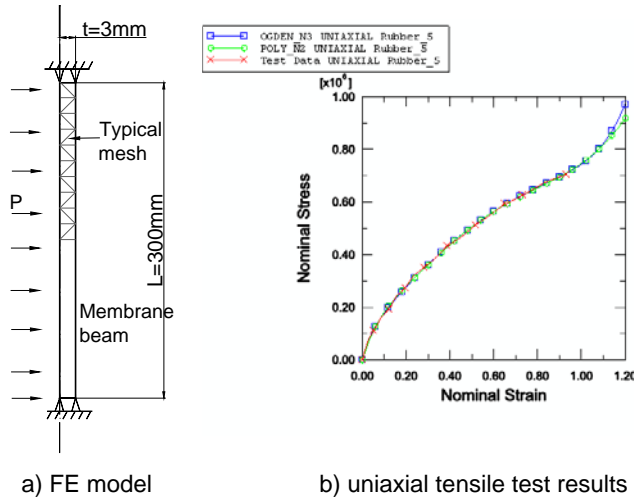 t=3mm
Typical
mesh
P
L=300mm
Membrane
beam
a) FE model
OGDEN_N3 UNIAXIAL Rubber_5
POLY_N2 UNIAXIAL Rubber_5
Test Data UNIAXIAL Rubber_5
[x10⁶]
1.00
0.80
0.60
0.40
0.20
0.00
Nominal Stress
0.00 0.20 0.40 0.60 0.80 1.00 1.20
Nominal Strain
b) uniaxial tensile test results